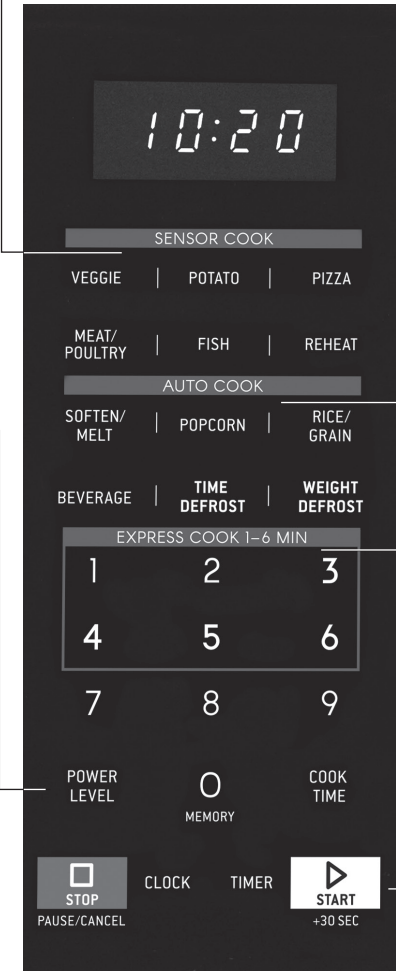 10:20
SENSOR COOK
VEGGIE | POTATO | PIZZA
MEAT/
POULTRY | FISH | REHEAT
AUTO COOK
SOFTEN/
MELT | POPCORN | RICE/
GRAIN
BEVERAGE | TIME
DEFROST | WEIGHT
DEFROST
EXPRESS COOK 1–6 MIN
1 2 3
4 5 6
7 8 9
POWER
LEVEL
0
MEMORY
COOK
TIME
STOP
PAUSE/CANCEL
CLOCK
TIMER
START
+30 SEC